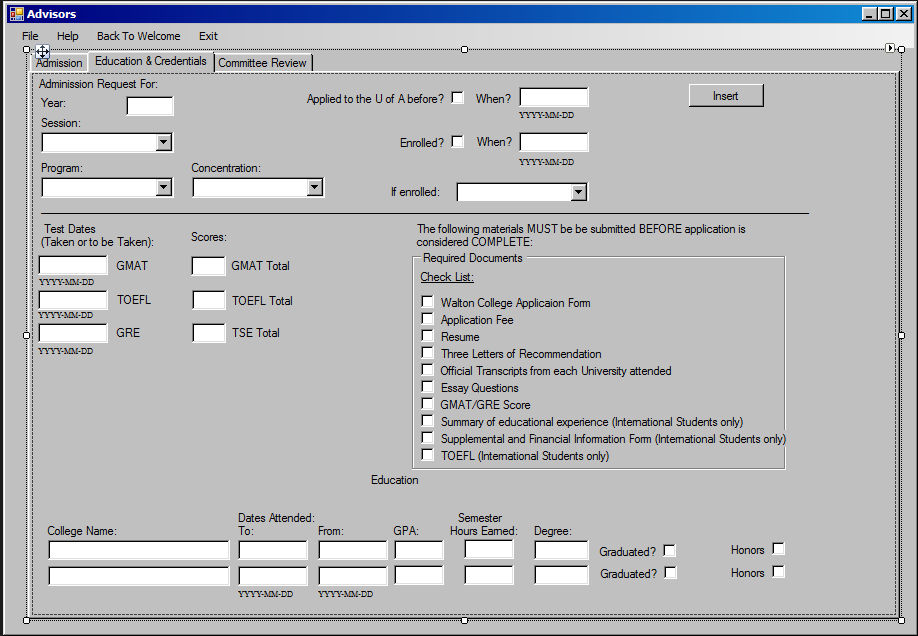 Advisors
File Help Back To Welcome Exit
Admission Education & Credentials Committee Review
Adminission Request For:
Year:
Applied to the U of A before? When? Insert
YYYY-MM-DD
Session:
Enrolled? When?
YYYY-MM-DD
Program: Concentration:
If enrolled:
Test Dates
(Taken or to be Taken):
Scores:
The following materials MUST be be submitted BEFORE application is
considered COMPLETE:
Required Documents
Check List:
GMAT GMAT Total
YYYY-MM-DD
TOEFL TOEFL Total
YYYY-MM-DD
GRE TSE Total
YYYY-MM-DD
Walton College Applicaion Form
Application Fee
Resume
Three Letters of Recommendation
Official Transcripts from each University attended
Essay Questions
GMAT/GRE Score
Summary of educational experience (International Students only)
Supplemental and Financial Information Form (International Students only)
TOEFL (International Students only)
Education
Dates Attended: Semester
College Name: To: From: GPA: Hours Earned: Degree:
Graduated? Honors
Graduated? Honors
YYYY-MM-DD YYYY-MM-DD